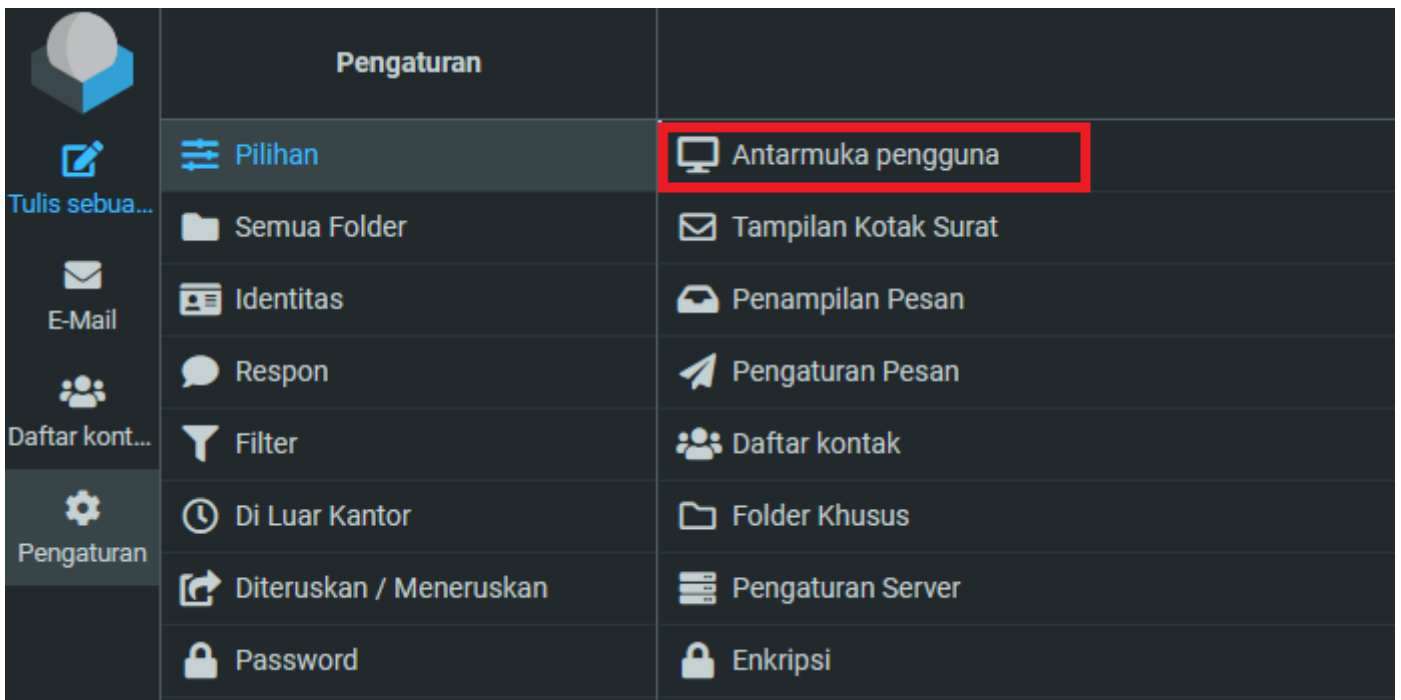 Pengaturan
Tulis sebua...
E-Mail
Daftar kont...
Pengaturan
Pilihan
Semua Folder
Identitas
Respon
Filter
Di Luar Kantor
Diteruskan / Meneruskan
Password
Antarmuka pengguna
Tampilan Kotak Surat
Penampilan Pesan
Pengaturan Pesan
Daftar kontak
Folder Khusus
Pengaturan Server
Enkripsi